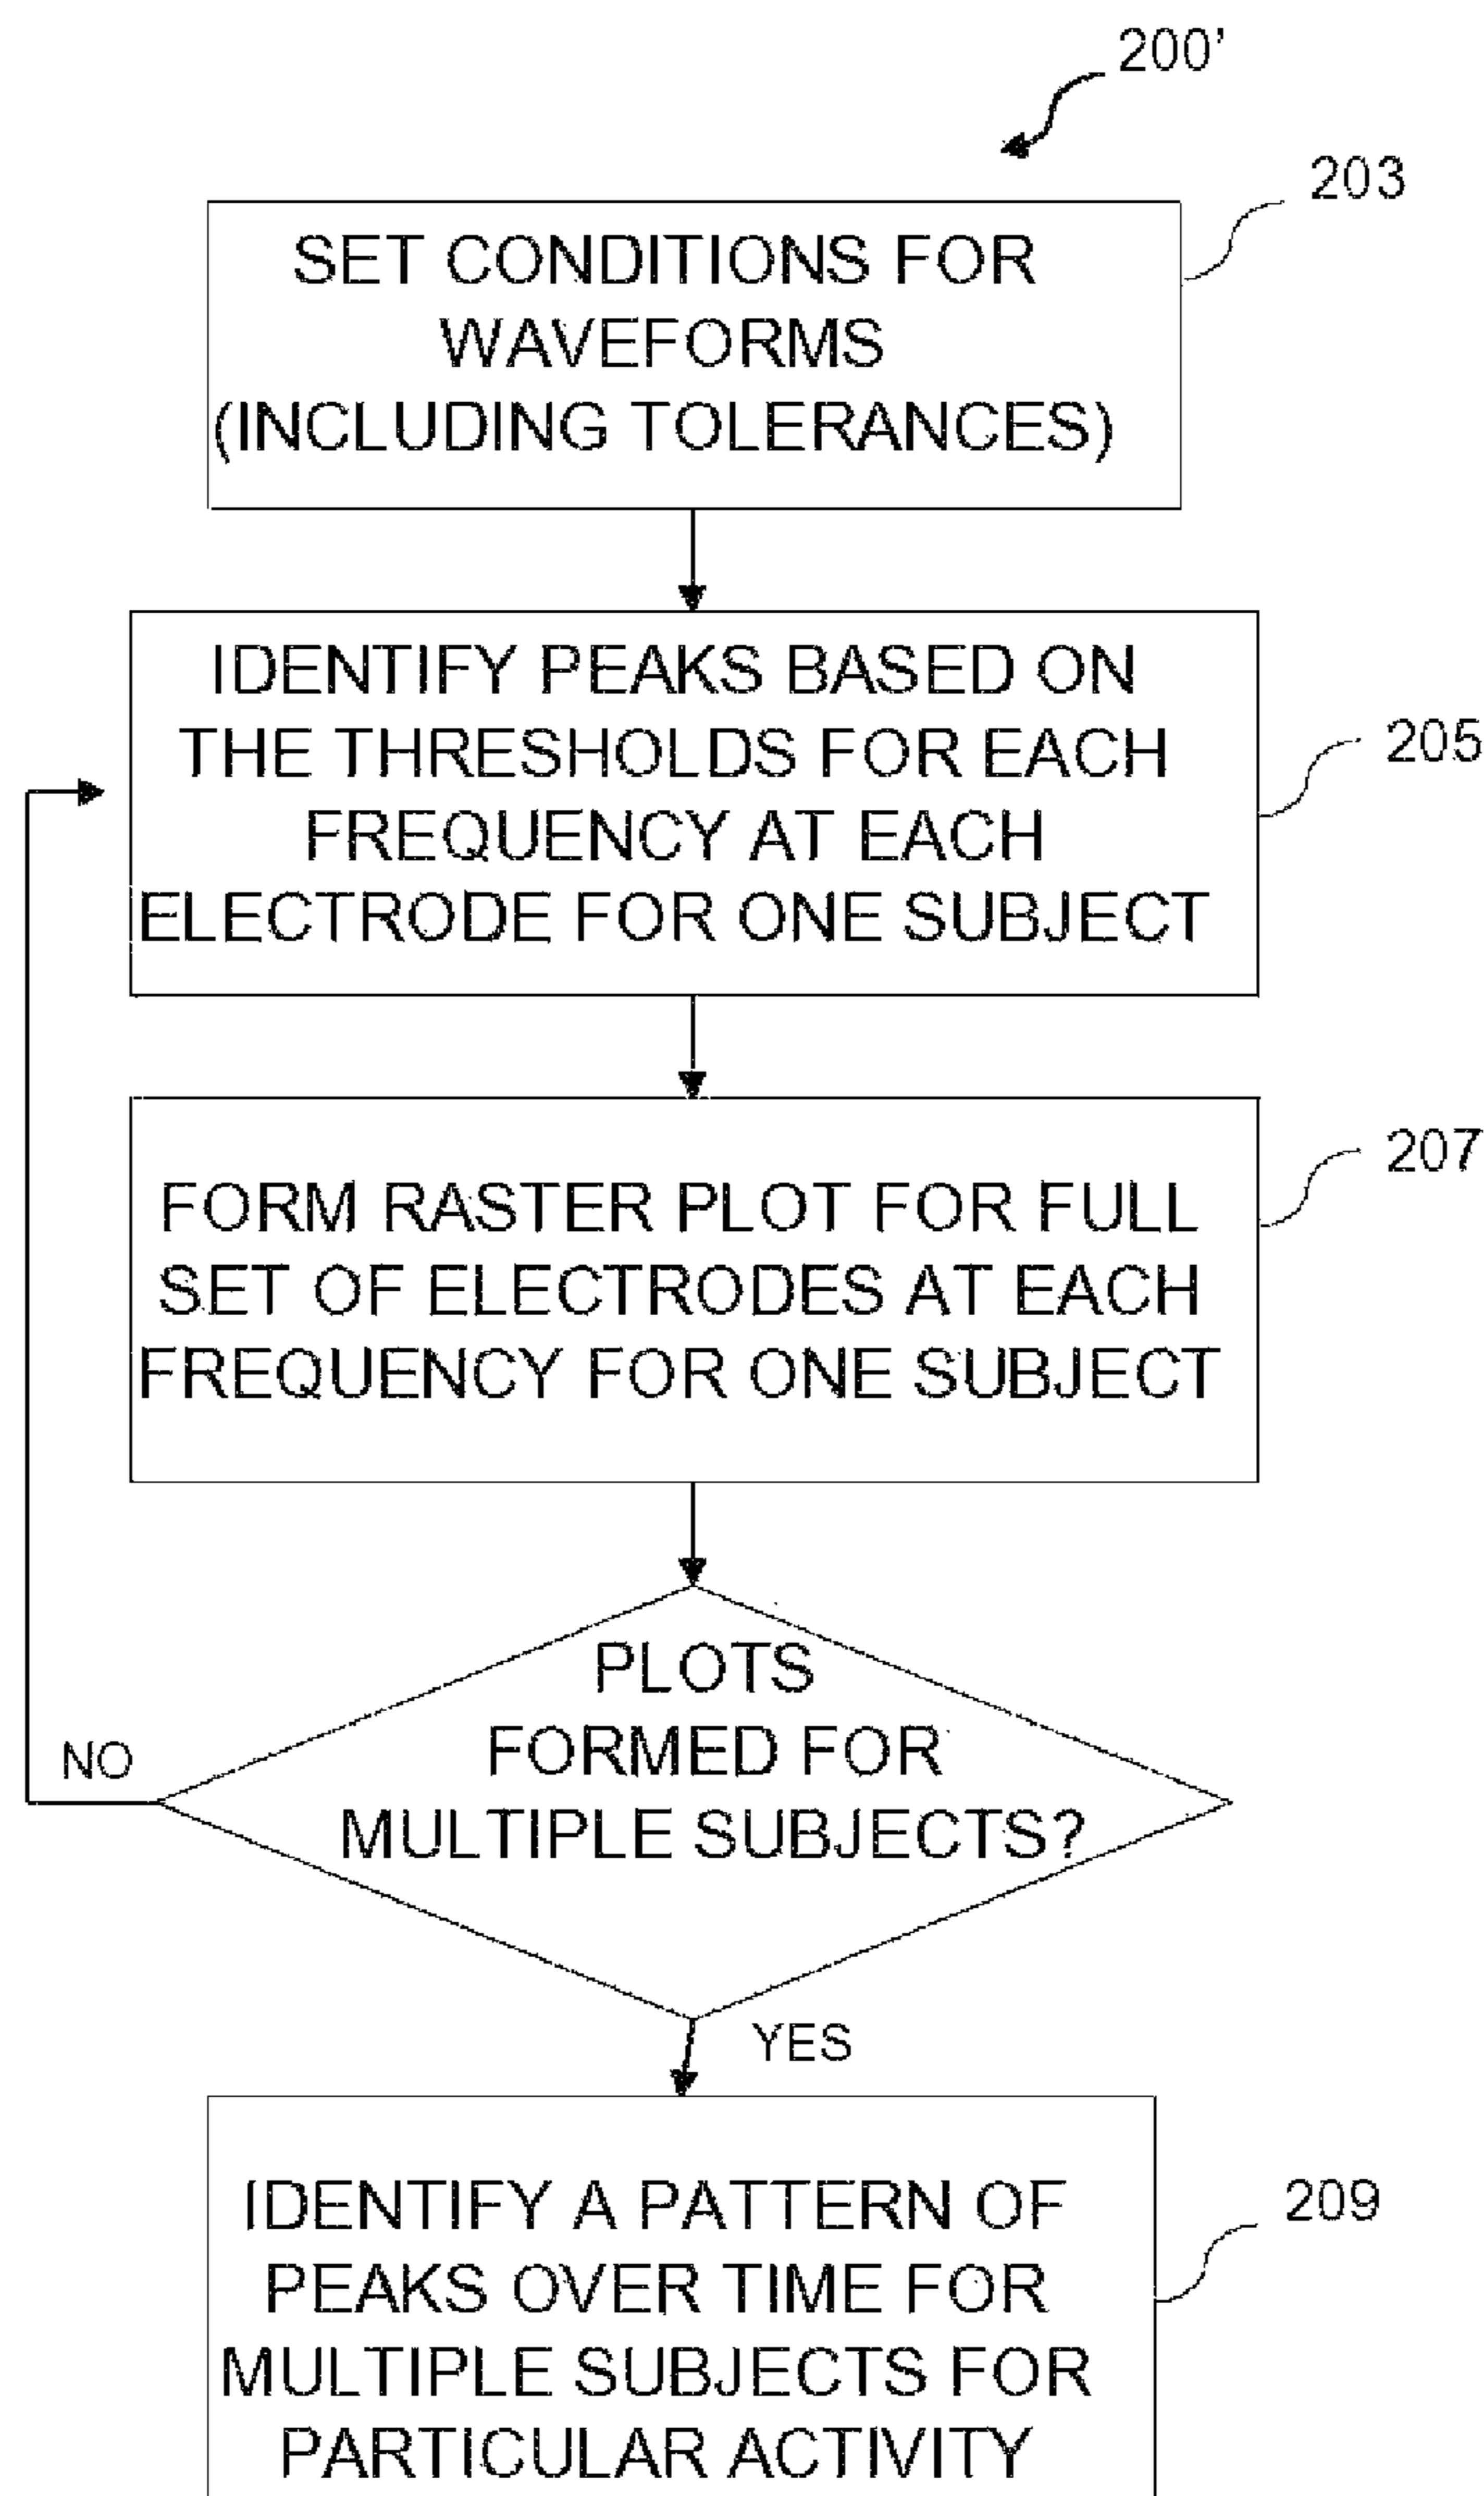 200'
203
SET CONDITIONS FOR
WAVEFORMS
(INCLUDING TOLERANCES)
IDENTIFY PEAKS BASED ON
THE THRESHOLDS FOR EACH
FREQUENCY AT EACH
ELECTRODE FOR ONE SUBJECT
205
207
FORM RASTER PLOT FOR FULL
SET OF ELECTRODES AT EACH
FREQUENCY FOR ONE SUBJECT
PLOTS
FORMED FOR
MULTIPLE SUBJECTS?
NO
YES
209
IDENTIFY A PATTERN OF
PEAKS OVER TIME FOR
MULTIPLE SUBJECTS FOR
PARTICULAR ACTIVITY